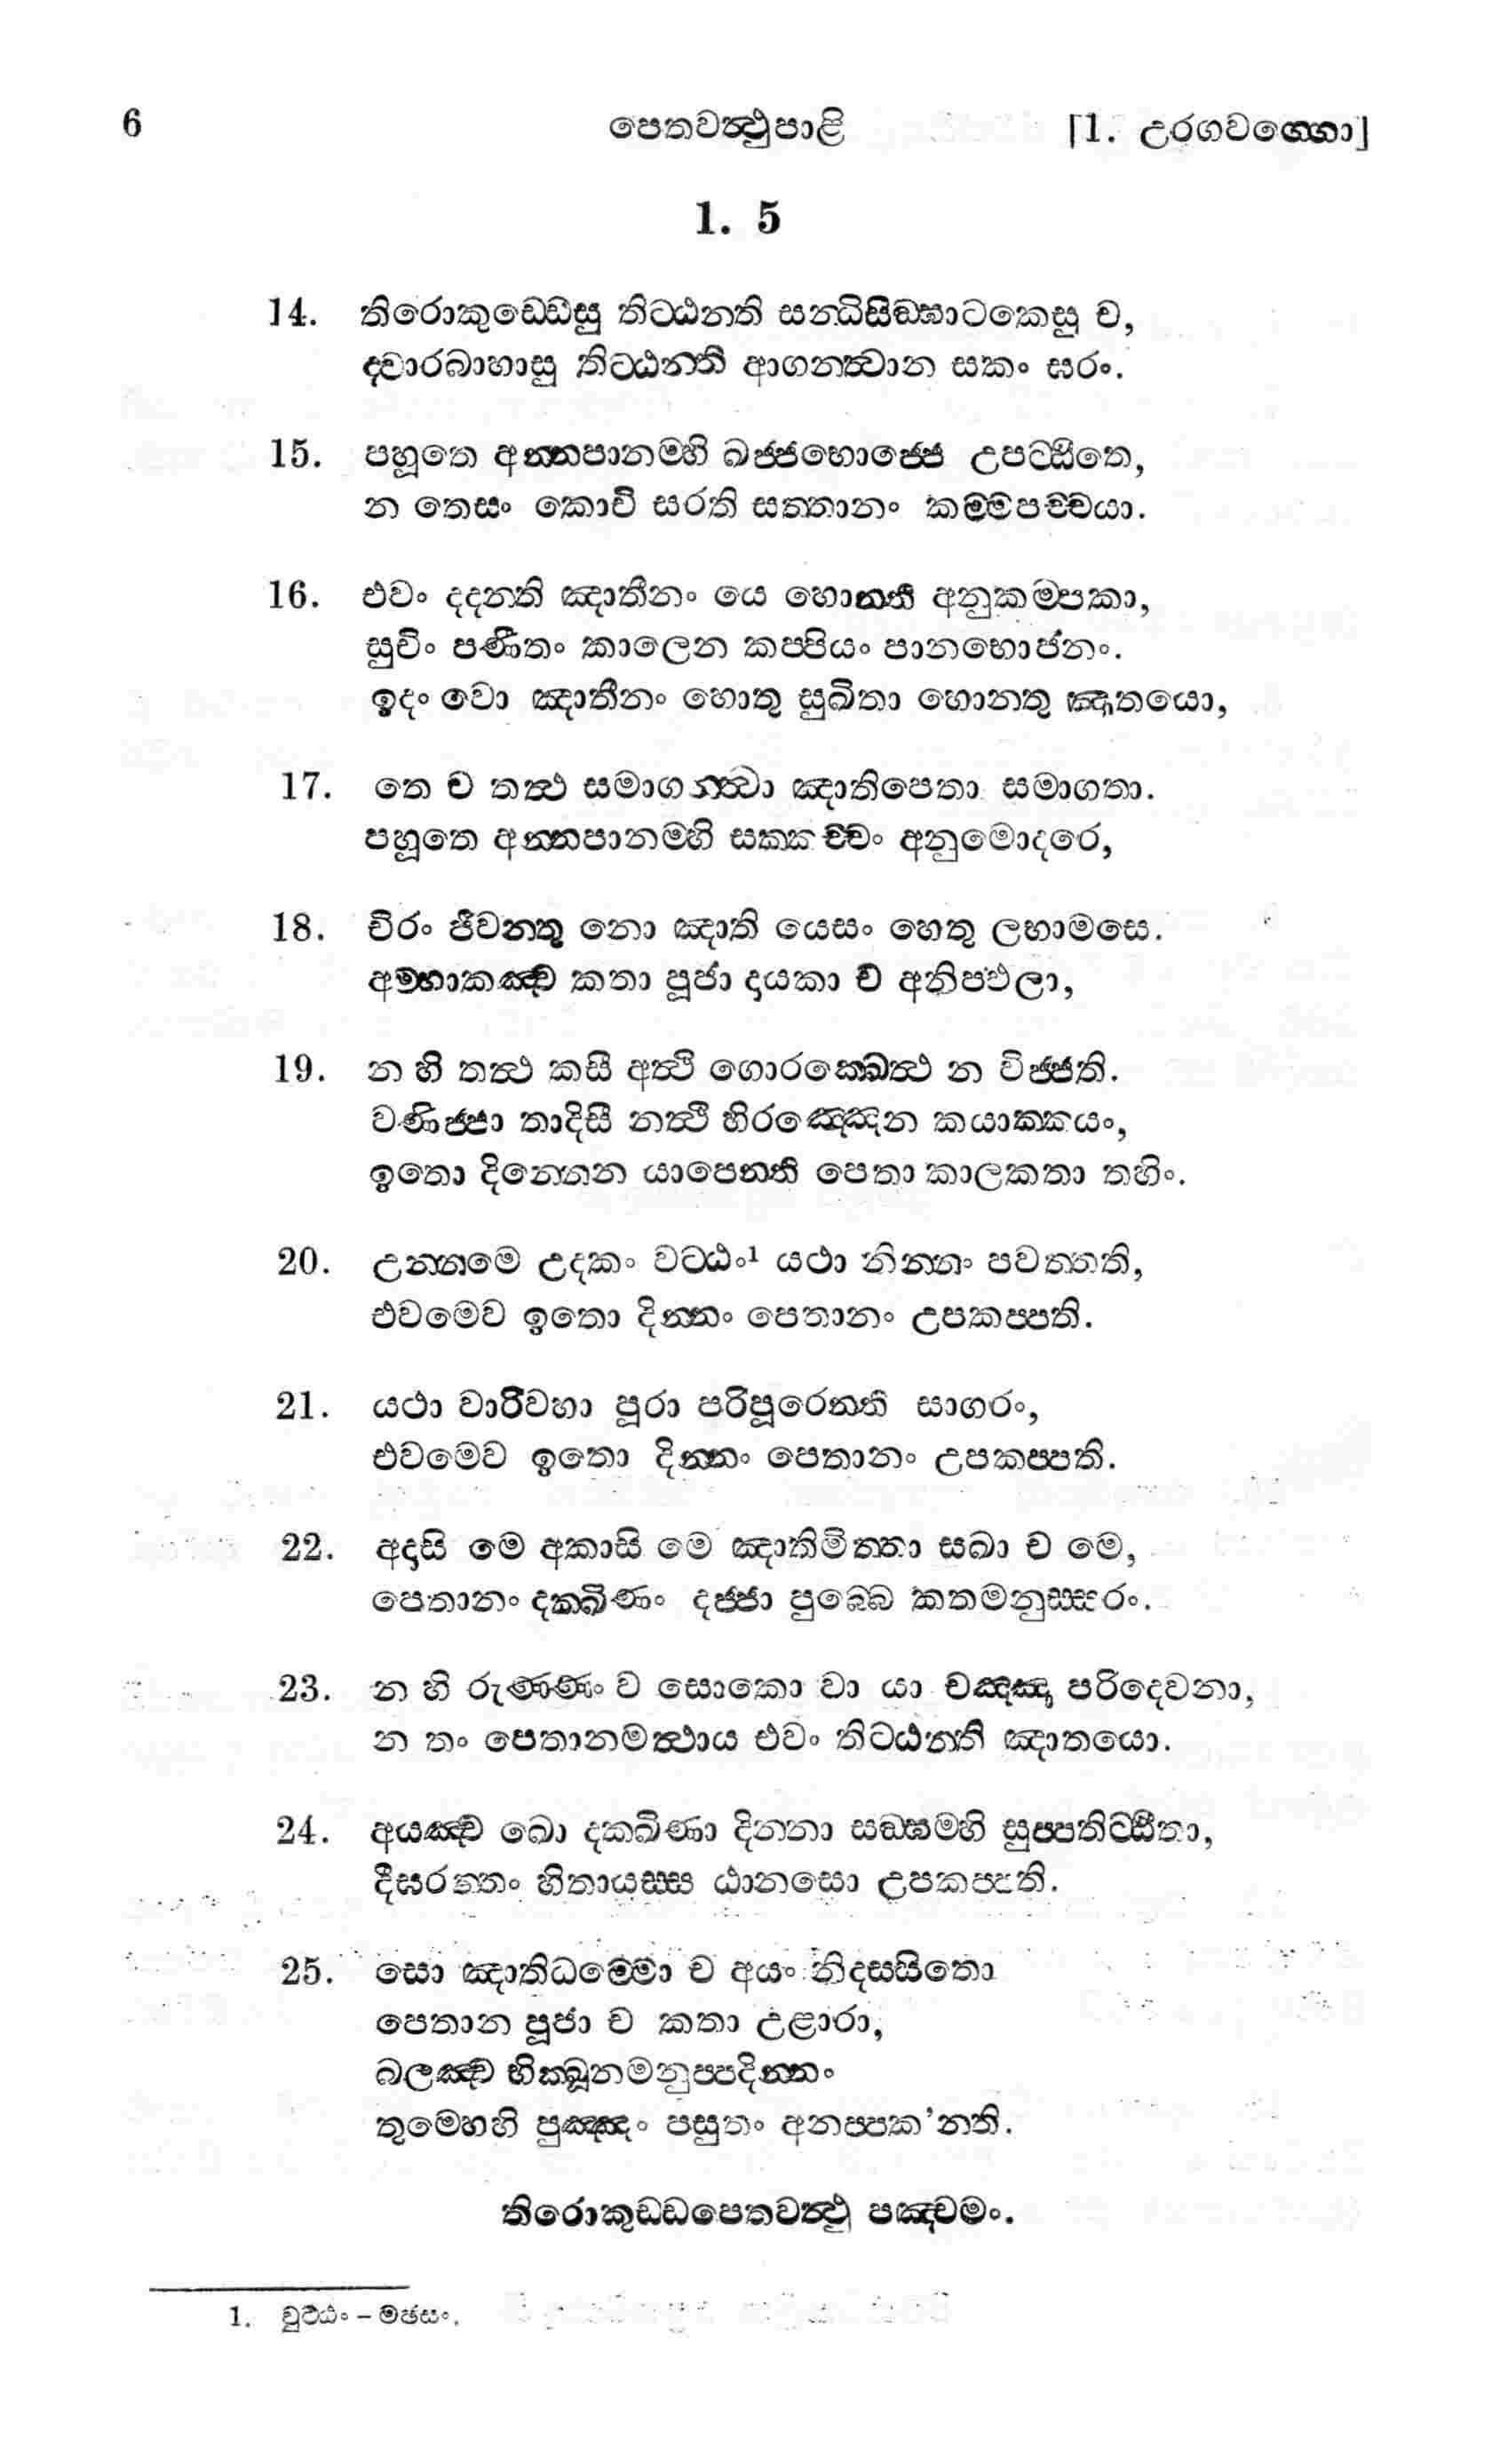 6 පෙතවත්ථුපාළි [1. උරගවග්ගො]
1. 5
14. තිරොකුඩ්ඩෙසු තිට්ඨන්ති සන්ධිසිඞ්ඝාටකෙසු ච,
ද්වාරබාහාසු තිට්ඨන්ති ආගන්ත්වාන සකං ඝරං.
15. පහූතෙ අන්නපානම්හි ඛජ්ජභොජ්ජෙ උපට්ඨිතෙ,
න තෙසං කොචි සරති සත්තානං කම්මපච්චයා.
16. එවං දදන්ති ඤාතීනං යෙ හොන්ති අනුකම්පකා,
සුචිං පණීතං කාලෙන කප්පියං පානභොජනං.
ඉදං වො ඤාතීනං හොතු සුඛිතා හොන්තු ඤාතයො,
17. තෙ ච තත්ථ සමාගන්ත්වා ඤාතිපෙතා සමාගතා.
පහූතෙ අන්නපානම්හි සක්කච්චං අනුමොදරෙ,
18. චිරං ජීවන්තු නො ඤාති යෙසං හෙතු ලභාමසෙ.
අම්හාකඤ්ච කතා පූජා දායකා ච අනිප්ඵලා,
19. න හි තත්ථ කසී අත්ථි ගොරක්ඛෙත්ථ න විජ්ජති.
වණිජ්ජා තාදිසී නත්ථි හිරඤ්ඤෙන කයාක්කයං,
ඉතො දින්නෙන යාපෙන්ති පෙතා කාලකතා තහිං.
20. උන්නමෙ උදකං වට්ඨං¹ යථා නින්නං පවත්තති,
එවමෙව ඉතො දින්නං පෙතානං උපකප්පති.
21. යථා වාරිවහා පූරා පරිපූරෙන්ති සාගරං,
එවමෙව ඉතො දින්නං පෙතානං උපකප්පති.
22. අදාසි මෙ අකාසි මෙ ඤාතිමිත්තා සඛා ච මෙ,
පෙතානං දක්ඛිණං දජ්ජා පුබ්බෙ කතමනුස්සරං.
23. න හි රුණ්ණං ව සොකො වා යා චඤ්ඤා පරිදෙවනා,
න තං පෙතානමත්ථාය එවං තිට්ඨන්ති ඤාතයො.
24. අයඤ්ච ඛො දක්ඛිණා දින්නා සඞ්ඝම්හි සුප්පතිට්ඨිතා,
දීඝරත්තං හිතායස්ස ඨානසො උපකප්පති.
25. සො ඤාතිධම්මො ච අයං නිදස්සිතො
පෙතාන පූජා ච කතා උළාරා,
බලඤ්ච භික්ඛූනමනුප්පදින්නං
තුම්හෙහි පුඤ්ඤං පසුතං අනප්පක'න්ති.
තිරොකුඩ්ඩපෙතවත්ථු පඤ්චමං.
1. වුට්ඨං – මඡසං.